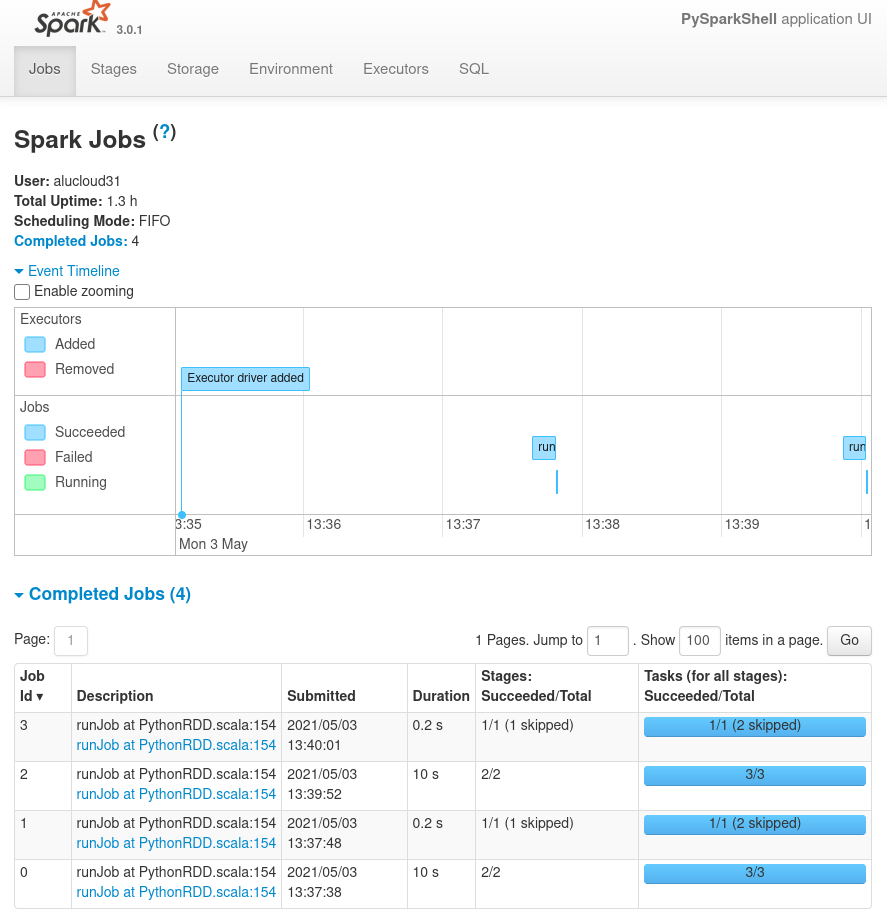 APACHE
Spark 3.0.1
PySparkShell application UI
Jobs Stages Storage Environment Executors SQL
Spark Jobs (?)
User: alucloud31
Total Uptime: 1.3 h
Scheduling Mode: FIFO
Completed Jobs: 4
Event Timeline
Enable zooming
Executors
Added
Removed
Executor driver added
Jobs
Succeeded
Failed
Running
run
run
3:35 13:36 13:37 13:38 13:39 1
Mon 3 May
Completed Jobs (4)
Page: 1 1 Pages. Jump to 1 . Show 100 items in a page. Go
Job Id ▾ Description Submitted Duration Stages: Succeeded/Total Tasks (for all stages): Succeeded/Total
3 runJob at PythonRDD.scala:154 2021/05/03 0.2 s 1/1 (1 skipped) 1/1 (2 skipped)
runJob at PythonRDD.scala:154 13:40:01
2 runJob at PythonRDD.scala:154 2021/05/03 10 s 2/2 3/3
runJob at PythonRDD.scala:154 13:39:52
1 runJob at PythonRDD.scala:154 2021/05/03 0.2 s 1/1 (1 skipped) 1/1 (2 skipped)
runJob at PythonRDD.scala:154 13:37:48
0 runJob at PythonRDD.scala:154 2021/05/03 10 s 2/2 3/3
runJob at PythonRDD.scala:154 13:37:38